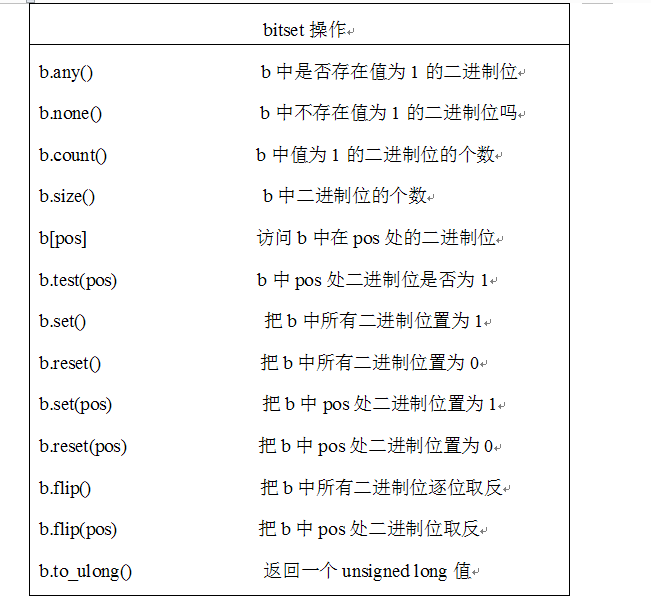 bitset 操作
b.any() b 中是否存在值为 1 的二进制位
b.none() b 中不存在值为 1 的二进制位吗
b.count() b 中值为 1 的二进制位的个数
b.size() b 中二进制位的个数
b[pos] 访问 b 中在 pos 处的二进制位
b.test(pos) b 中 pos 处二进制位是否为 1
b.set() 把 b 中所有二进制位置为 1
b.reset() 把 b 中所有二进制位置为 0
b.set(pos) 把 b 中 pos 处二进制位置为 1
b.reset(pos) 把 b 中 pos 处二进制位置为 0
b.flip() 把 b 中所有二进制位逐位取反
b.flip(pos) 把 b 中 pos 处二进制位取反
b.to_ulong() 返回一个 unsigned long 值